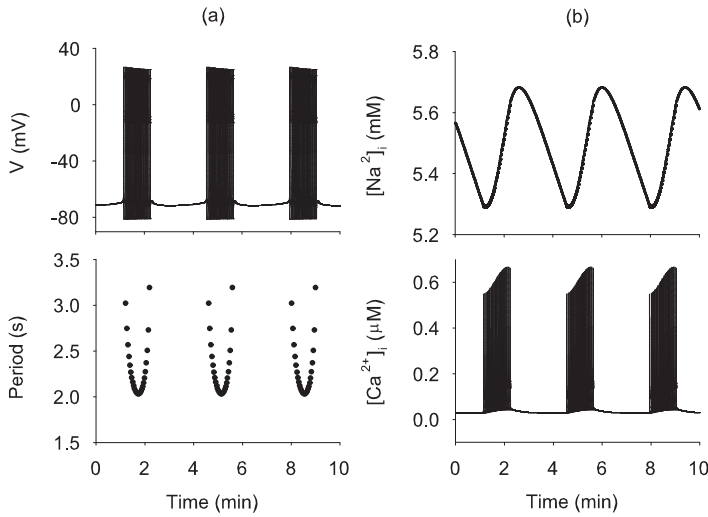 (a)
(b)
40
0
-40
-80
V (mV)
5.8
5.6
5.4
5.2
[Na²]ᵢ (mM)
3.5
3.0
2.5
2.0
1.5
Period (s)
0 2 4 6 8 10
Time (min)
0.6
0.4
0.2
0.0
[Ca²⁺]ᵢ (μM)
0 2 4 6 8 10
Time (min)